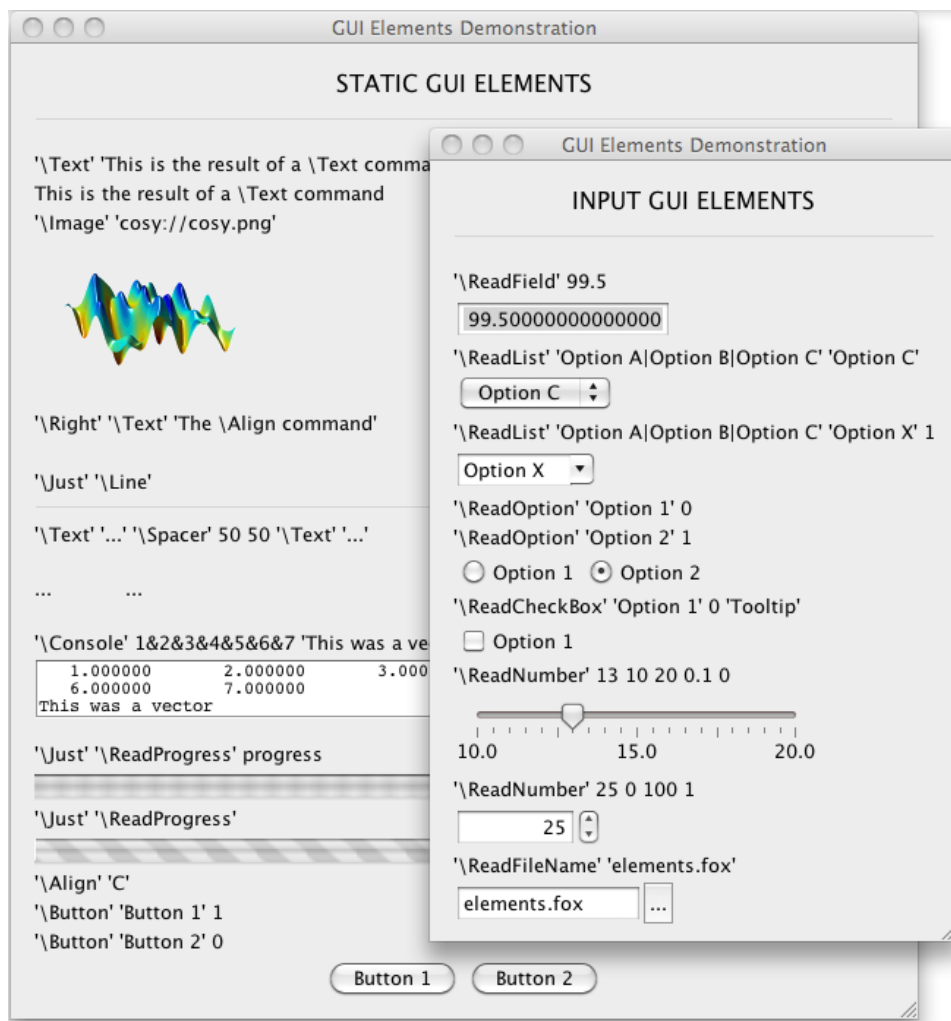 GUI Elements Demonstration
STATIC GUI ELEMENTS
'\Text' 'This is the result of a \Text comma
This is the result of a \Text command
'\Image' 'cosy://cosy.png'
'\Right' '\Text' 'The \Align command'
'\Just' '\Line'
'\Text' '...' '\Spacer' 50 50 '\Text' '...'
... ...
'\Console' 1&2&3&4&5&6&7 'This was a ve
1.000000 2.000000 3.000
6.000000 7.000000
This was a vector
'\Just' '\ReadProgress' progress
'\Just' '\ReadProgress'
'\Align' 'C'
'\Button' 'Button 1' 1
'\Button' 'Button 2' 0
Button 1 Button 2
GUI Elements Demonstration
INPUT GUI ELEMENTS
'\ReadField' 99.5
99.50000000000000
'\ReadList' 'Option A|Option B|Option C' 'Option C'
Option C
'\ReadList' 'Option A|Option B|Option C' 'Option X' 1
Option X
'\ReadOption' 'Option 1' 0
'\ReadOption' 'Option 2' 1
Option 1 Option 2
'\ReadCheckBox' 'Option 1' 0 'Tooltip'
Option 1
'\ReadNumber' 13 10 20 0.1 0
10.0 15.0 20.0
'\ReadNumber' 25 0 100 1
25
'\ReadFileName' 'elements.fox'
elements.fox ...